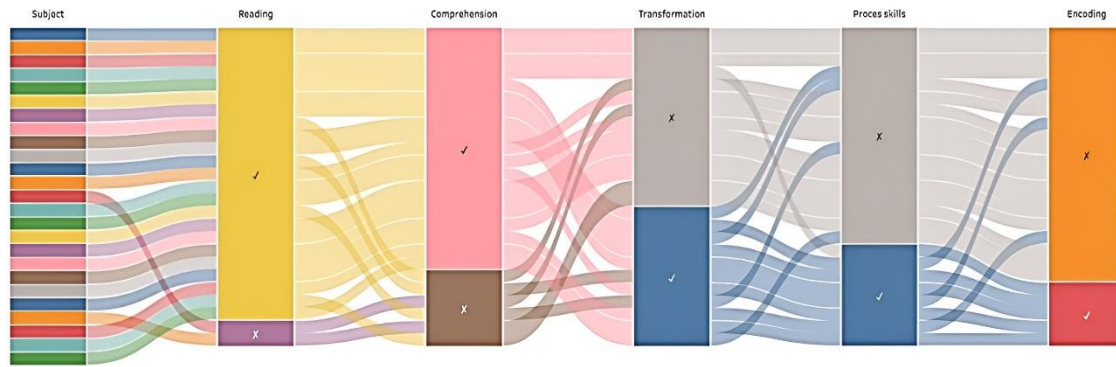 Subject Reading Comprehension Transformation Proces skills Encoding
✓ ✓ ✗ ✗ ✗
✗ ✗ ✓ ✓ ✓